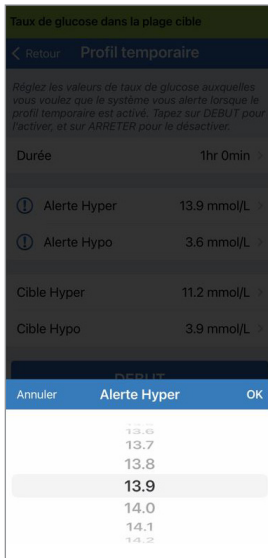 Taux de glucose dans la plage cible
Retour Profil temporaire
Réglez les valeurs de taux de glucose auxquelles
vous voulez que le système vous alerte lorsque le
profil temporaire est activé. Tapez sur DEBUT pour
l'activer, et sur ARRETER pour le désactiver.
Durée 1hr 0min
Alerte Hyper 13.9 mmol/L
Alerte Hypo 3.6 mmol/L
Cible Hyper 11.2 mmol/L
Cible Hypo 3.9 mmol/L
DEBUT
Annuler Alerte Hyper OK
13.6
13.7
13.8
13.9
14.0
14.1
14.2